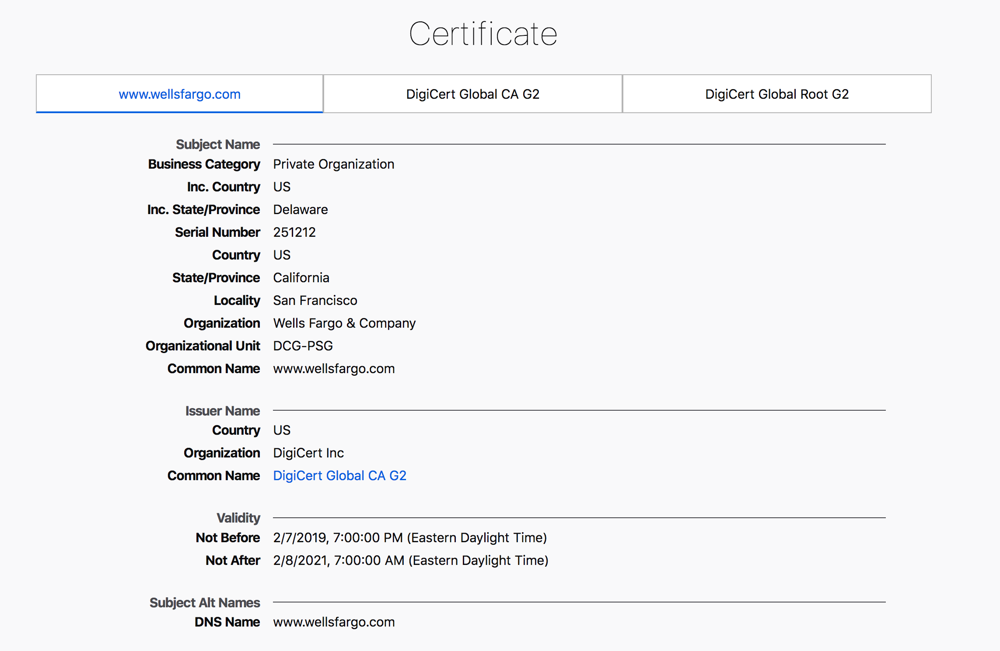 Certificate
www.wellsfargo.com DigiCert Global CA G2 DigiCert Global Root G2
Subject Name
Business Category Private Organization
Inc. Country US
Inc. State/Province Delaware
Serial Number 251212
Country US
State/Province California
Locality San Francisco
Organization Wells Fargo & Company
Organizational Unit DCG-PSG
Common Name www.wellsfargo.com
Issuer Name
Country US
Organization DigiCert Inc
Common Name DigiCert Global CA G2
Validity
Not Before 2/7/2019, 7:00:00 PM (Eastern Daylight Time)
Not After 2/8/2021, 7:00:00 AM (Eastern Daylight Time)
Subject Alt Names
DNS Name www.wellsfargo.com